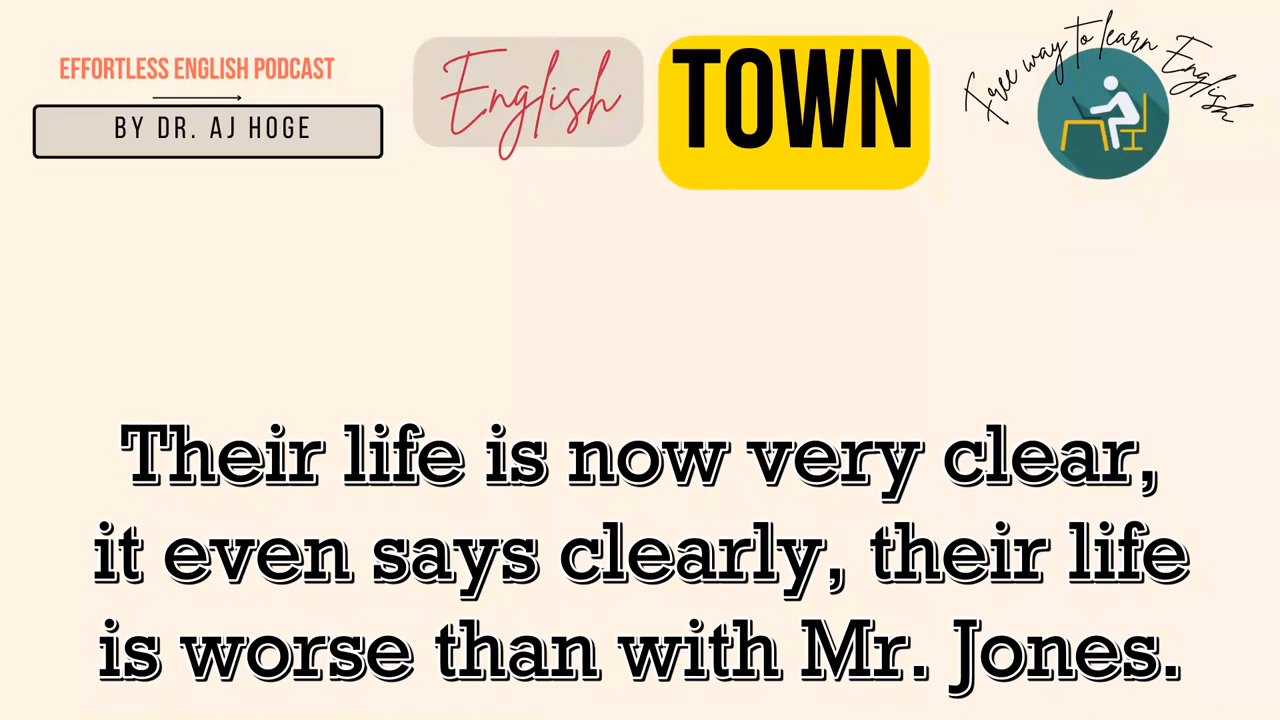 EFFORTLESS ENGLISH PODCAST
BY DR. AJ HOGE
English
TOWN
Free way to learn English
Their life is now very clear,
it even says clearly, their life
is worse than with Mr. Jones.